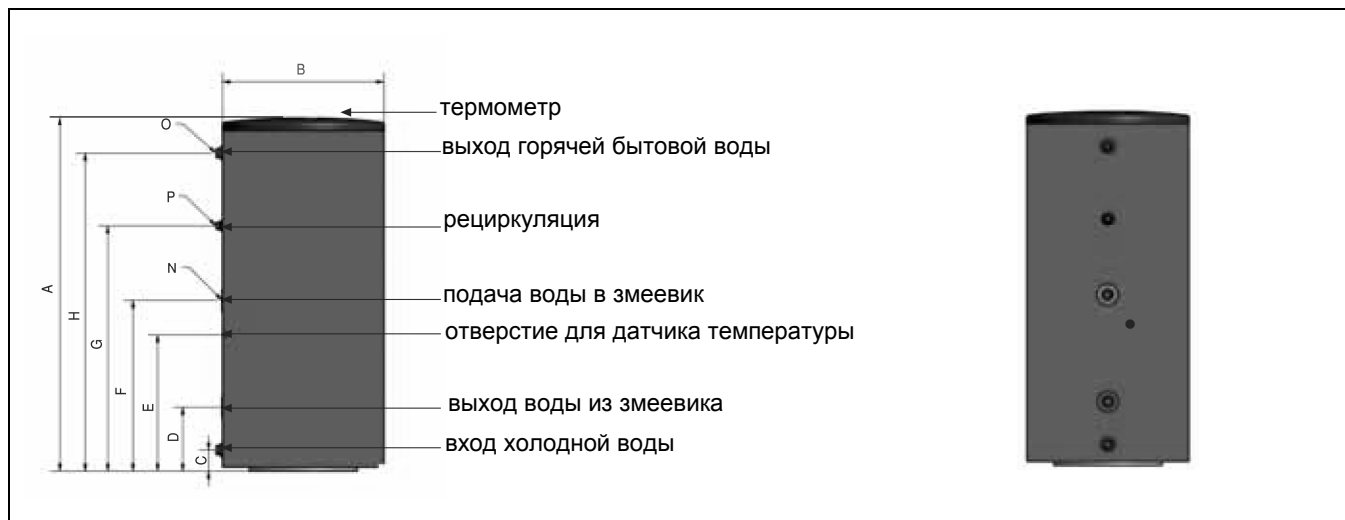 B
термометр
O
выход горячей бытовой воды
P
рециркуляция
N
подача воды в змеевик
отверстие для датчика температуры
A
H
G
F
E
D
C
выход воды из змеевика
вход холодной воды